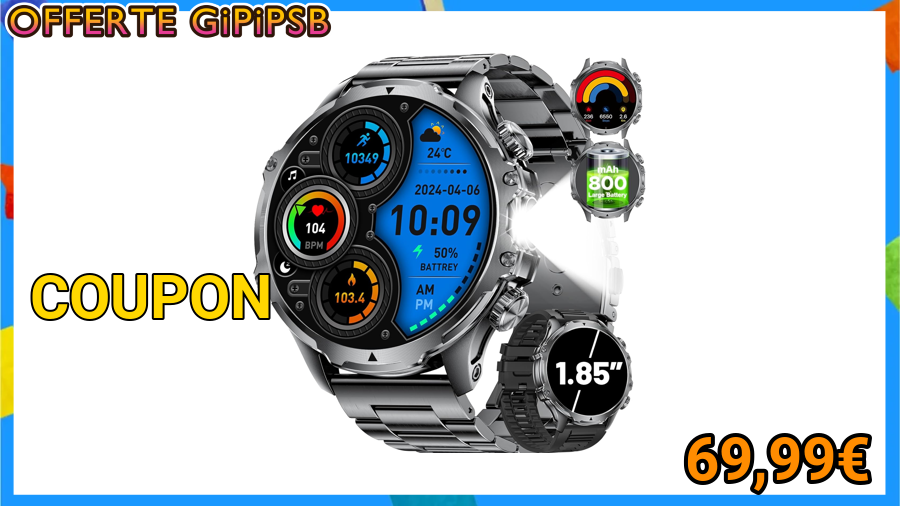 OFFERTE GiPiPSB
10349
24°C
2024-04-06
10:09
104
BPM
50%
BATTREY
AM
PM
103.4
COUPON
236 6550 2.6
mAh
800
Large Battery
1.85"
69,99€